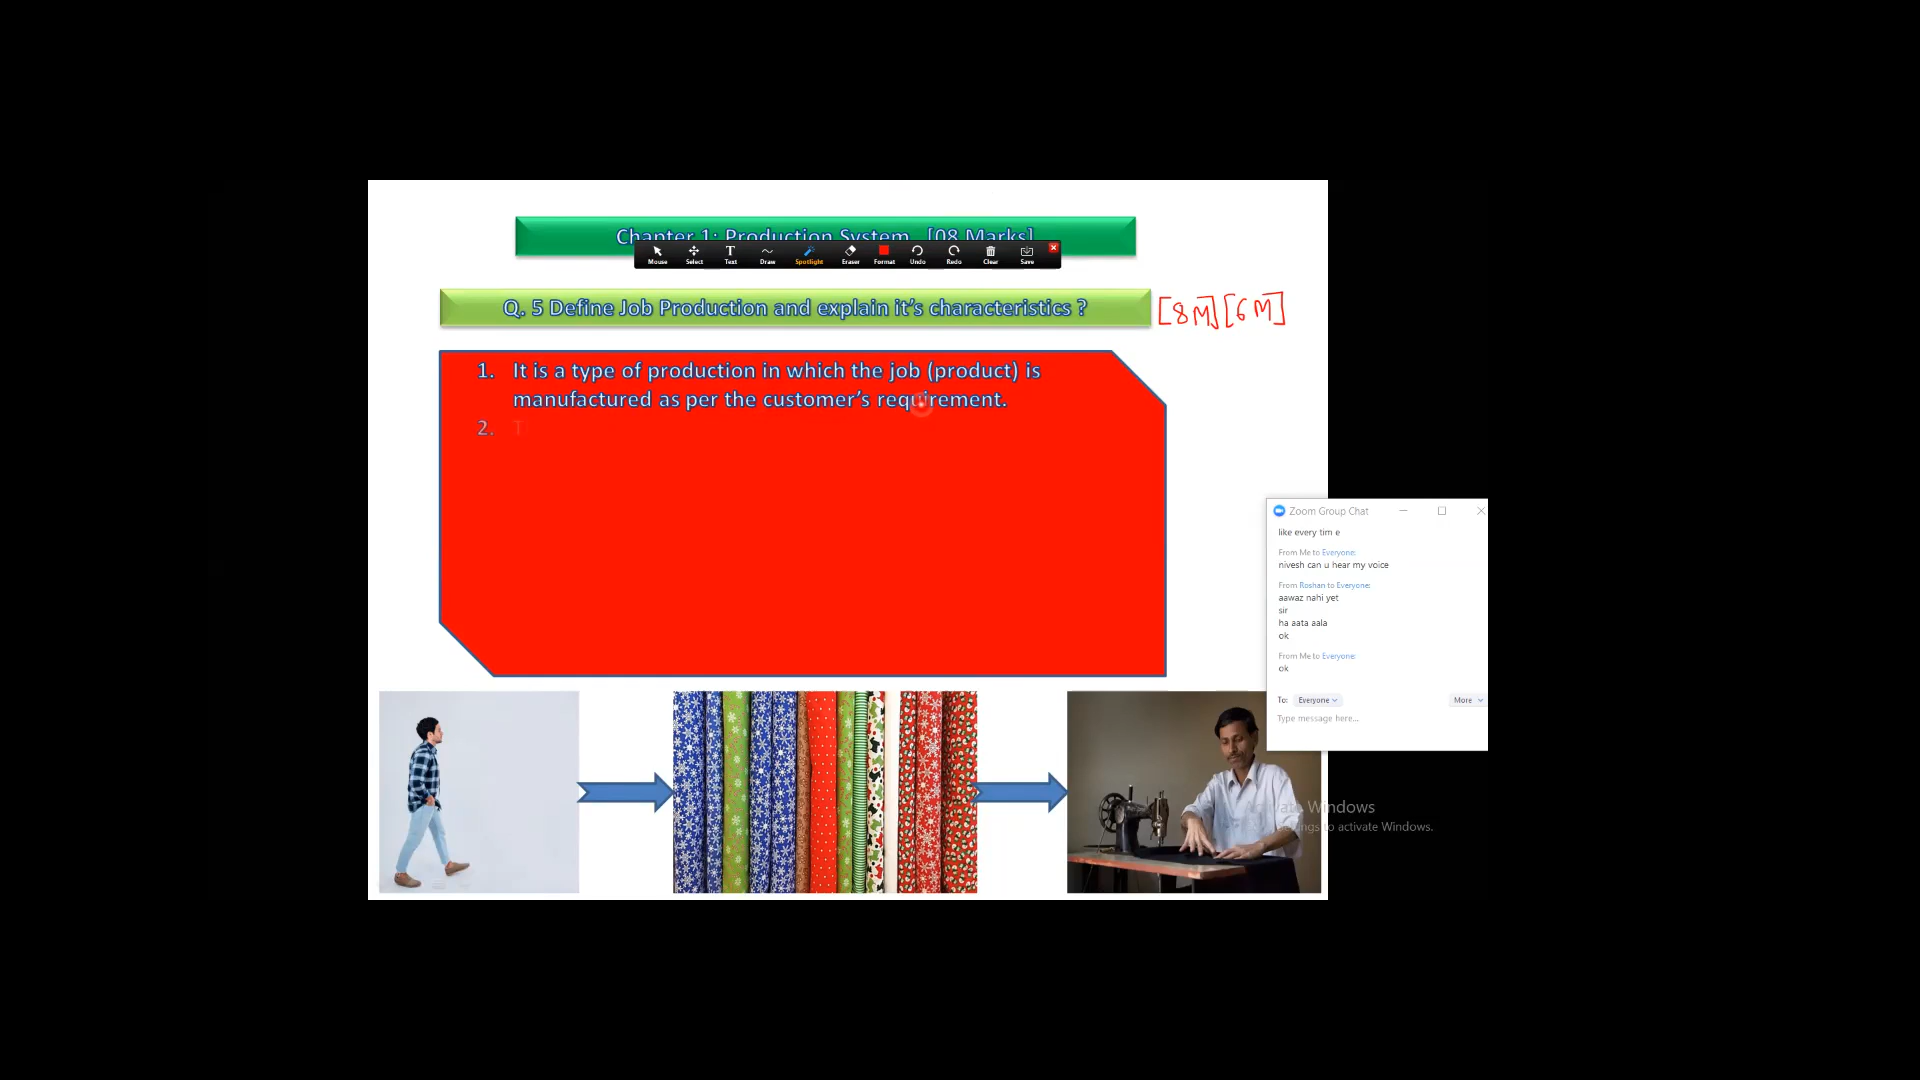 Chapter 1: Production System [08 Marks]
Mouse Select Text Draw Spotlight Eraser Format Undo Redo Clear Save
Q. 5 Define Job Production and explain it's characteristics ?
[8M][6M]
1. It is a type of production in which the job (product) is
manufactured as per the customer's requirement.
2. T
Zoom Group Chat
like every tim e
From Me to Everyone:
nivesh can u hear my voice
From Roshan to Everyone:
aawaz nahi yet
sir
ha aata aala
ok
From Me to Everyone:
ok
To: Everyone More
Type message here...
Windows
to activate Windows.